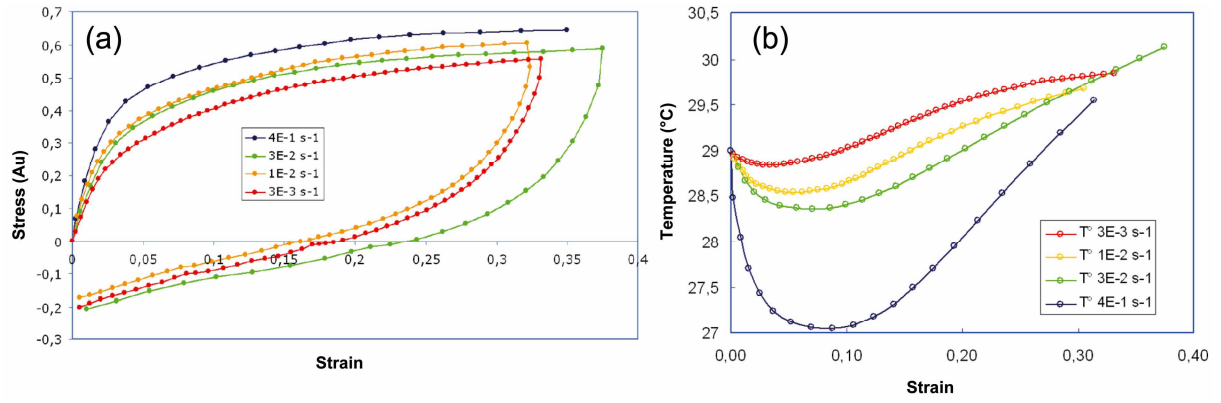 (a)
Stress (Au)
0,7
0,6
0,5
0,4
0,3
0,2
0,1
0
-0,1
-0,2
-0,3
0 0,05 0,1 0,15 0,2 0,25 0,3 0,35 0,4
4E-1 s-1
3E-2 s-1
1E-2 s-1
3E-3 s-1
Strain
(b)
Temperature (°C)
30,5
30
29,5
29
28,5
28
27,5
27
0,00 0,10 0,20 0,30 0,40
T° 3E-3 s-1
T° 1E-2 s-1
T° 3E-2 s-1
T° 4E-1 s-1
Strain